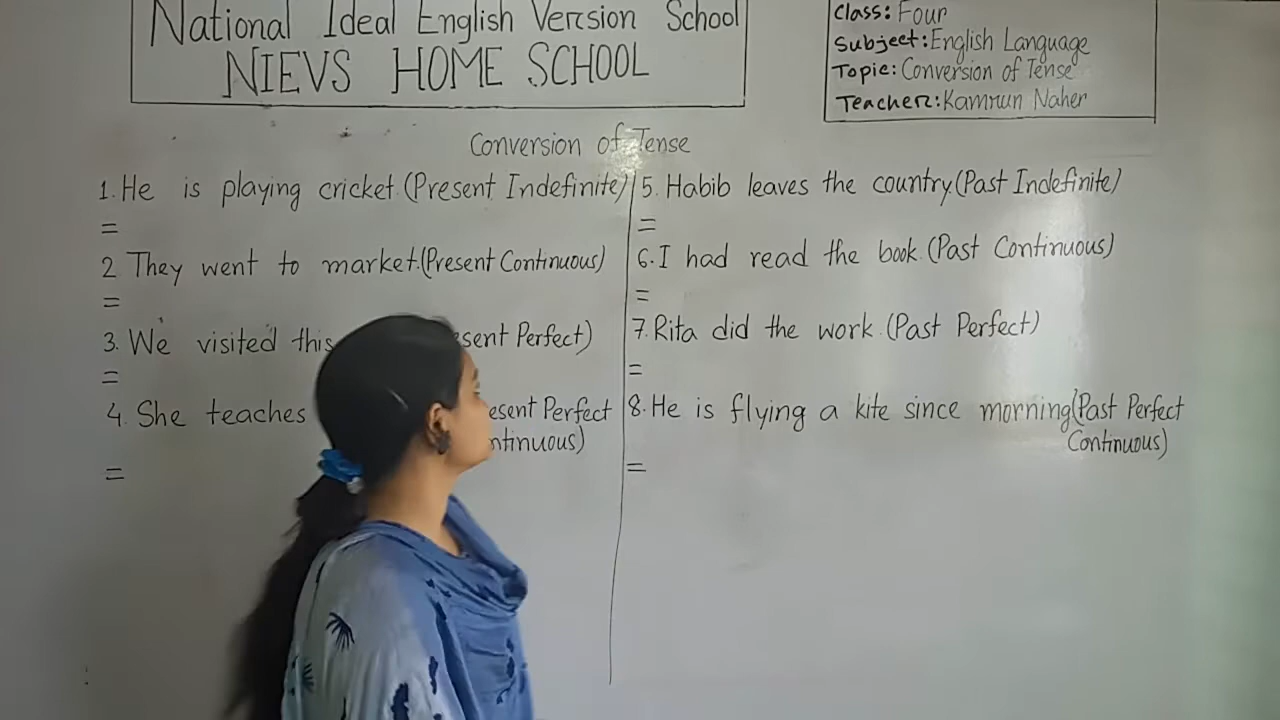 National Ideal English Version School
NIEVS HOME SCHOOL
Class: Four
Subject: English Language
Topic: Conversion of Tense
Teacher: Kamrun Naher
Conversion of Tense
1. He is playing cricket. (Present Indefinite)
=
2 They went to market. (Present Continuous)
=
3. We visited this Perfect)
=
4. She teaches Perfect
=
5. Habib leaves the country (Past Indefinite)
=
6. I had read the book. (Past Continuous)
=
7. Rita did the work. (Past Perfect)
=
8. He is flying a kite since morning (Past Perfect
Continuous)
=